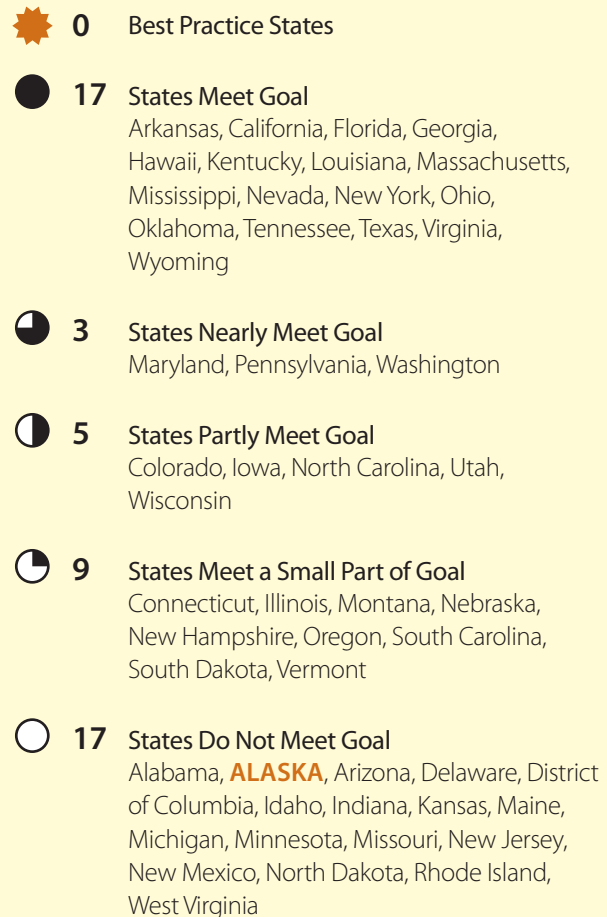 0 Best Practice States
17 States Meet Goal
Arkansas, California, Florida, Georgia,
Hawaii, Kentucky, Louisiana, Massachusetts,
Mississippi, Nevada, New York, Ohio,
Oklahoma, Tennessee, Texas, Virginia,
Wyoming
3 States Nearly Meet Goal
Maryland, Pennsylvania, Washington
5 States Partly Meet Goal
Colorado, Iowa, North Carolina, Utah,
Wisconsin
9 States Meet a Small Part of Goal
Connecticut, Illinois, Montana, Nebraska,
New Hampshire, Oregon, South Carolina,
South Dakota, Vermont
17 States Do Not Meet Goal
Alabama, ALASKA, Arizona, Delaware, District
of Columbia, Idaho, Indiana, Kansas, Maine,
Michigan, Minnesota, Missouri, New Jersey,
New Mexico, North Dakota, Rhode Island,
West Virginia